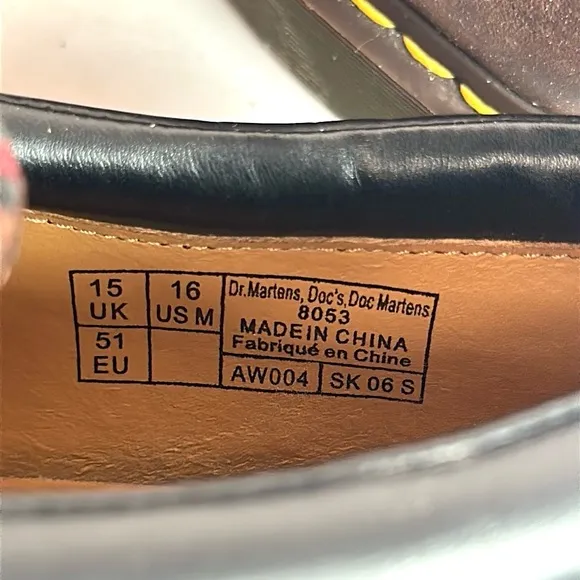 15 UK
16 US M
51 EU
Dr.Martens, Doc's, Doc Martens
8053
MADE IN CHINA
Fabriqué en Chine
AW004
SK 06 S